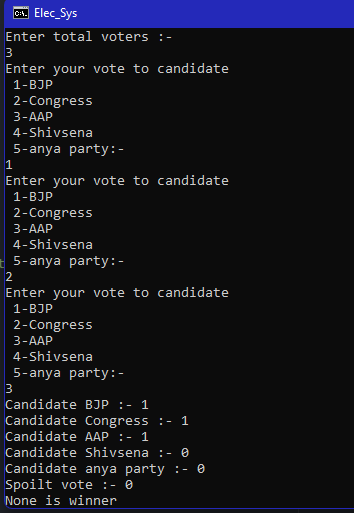 Elec_Sys
Enter total voters :-
3
Enter your vote to candidate
1-BJP
2-Congress
3-AAP
4-Shivsena
5-anya party:-
1
Enter your vote to candidate
1-BJP
2-Congress
3-AAP
4-Shivsena
5-anya party:-
2
Enter your vote to candidate
1-BJP
2-Congress
3-AAP
4-Shivsena
5-anya party:-
3
Candidate BJP :- 1
Candidate Congress :- 1
Candidate AAP :- 1
Candidate Shivsena :- 0
Candidate anya party :- 0
Spoilt vote :- 0
None is winner